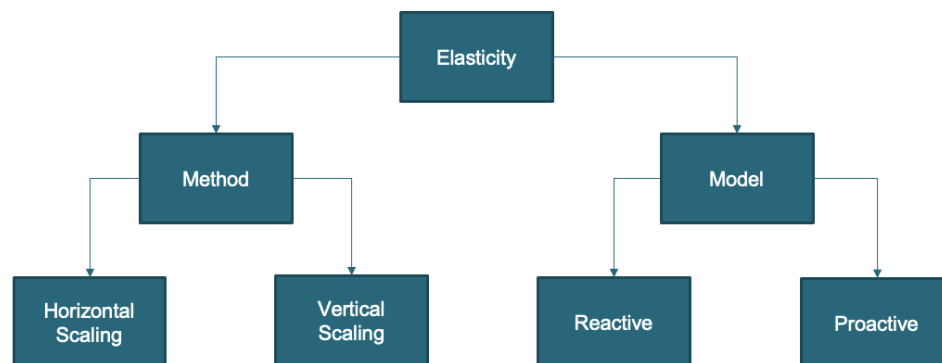 Elasticity
Method
Model
Horizontal
Scaling
Vertical
Scaling
Reactive
Proactive